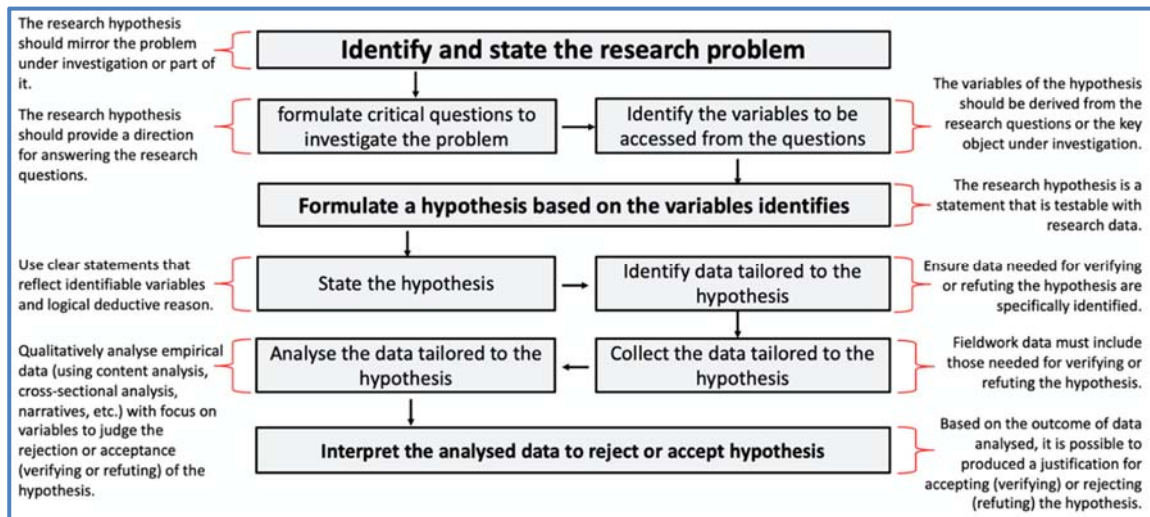 The research hypothesis
should mirror the problem
under investigation or part of
it.
Identify and state the research problem
The research hypothesis
should provide a direction
for answering the research
questions.
formulate critical questions to
investigate the problem
Identify the variables to be
accessed from the questions
The variables of the hypothesis
should be derived from the
research questions or the key
object under investigation.
Formulate a hypothesis based on the variables identifies
The research hypothesis is a
statement that is testable with
research data.
Use clear statements that
reflect identifiable variables
and logical deductive reason.
State the hypothesis
Identify data tailored to the
hypothesis
Ensure data needed for verifying
or refuting the hypothesis are
specifically identified.
Qualitatively analyse empirical
data (using content analysis,
cross-sectional analysis,
narratives, etc.) with focus on
variables to judge the
rejection or acceptance
(verifying or refuting) of the
hypothesis.
Analyse the data tailored to the
hypothesis
Collect the data tailored to the
hypothesis
Fieldwork data must include
those needed for verifying or
refuting the hypothesis.
Interpret the analysed data to reject or accept hypothesis
Based on the outcome of data
analysed, it is possible to
produced a justification for
accepting (verifying) or rejecting
(refuting) the hypothesis.